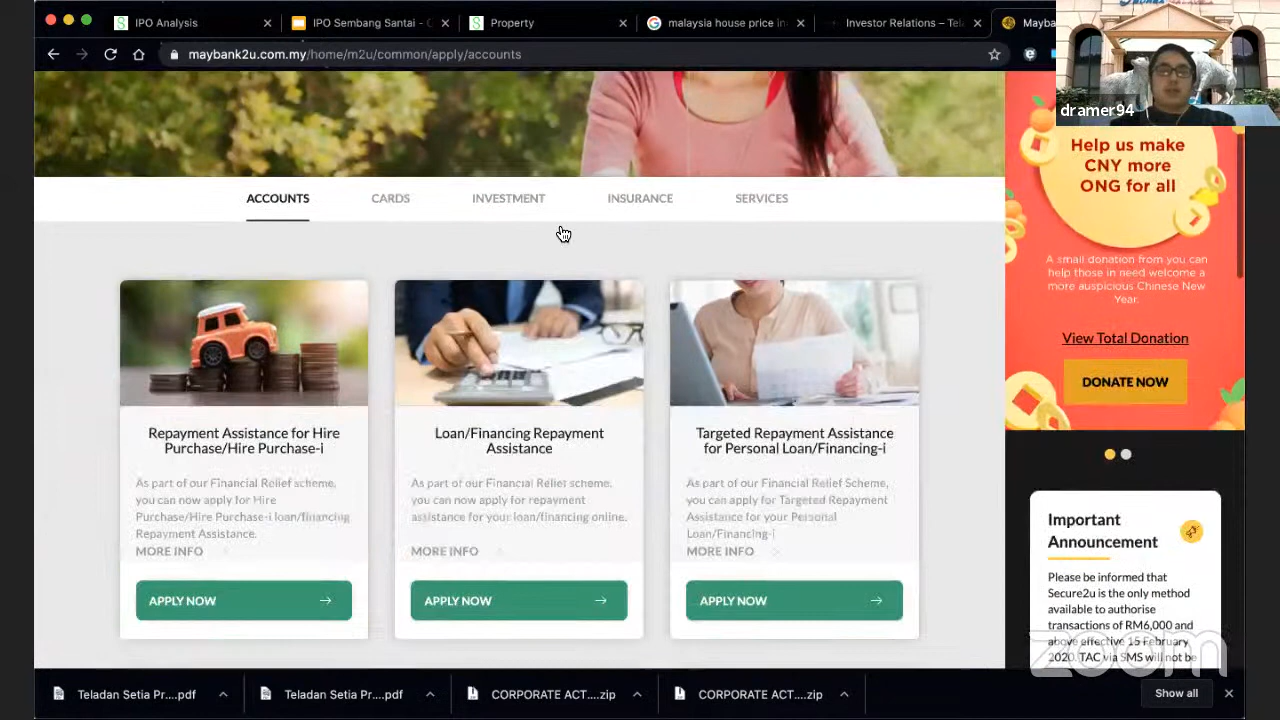 IPO Analysis
IPO Sembang Santai - G
Property
malaysia house price in
Investor Relations – Tel
Mayb
maybank2u.com.my/home/m2u/common/apply/accounts
dramer94
ACCOUNTS
CARDS
INVESTMENT
INSURANCE
SERVICES
Repayment Assistance for Hire
Purchase/Hire Purchase-i
As part of our Financial Relief scheme,
you can now apply for Hire
Purchase/Hire Purchase-i loan/financing
Repayment Assistance.
MORE INFO
APPLY NOW
Loan/Financing Repayment
Assistance
As part of our Financial Relief scheme,
you can now apply for repayment
assistance for your loan/financing online.
MORE INFO
APPLY NOW
Targeted Repayment Assistance
for Personal Loan/Financing-i
As part of our Financial Relief Scheme,
you can apply for Targeted Repayment
Assistance for your Personal
Loan/Financing-i
MORE INFO
APPLY NOW
Help us make
CNY more
ONG for all
A small donation from you can
help those in need welcome a
more auspicious Chinese New
Year.
View Total Donation
DONATE NOW
Important
Announcement
Please be informed that
Secure2u is the only method
available to authorise
transactions of RM6,000 and
above effective 15 February
2020. TAC via SMS will not be
zoom
Teladan Setia Pr....pdf
Teladan Setia Pr....pdf
CORPORATE ACT....zip
CORPORATE ACT....zip
Show all